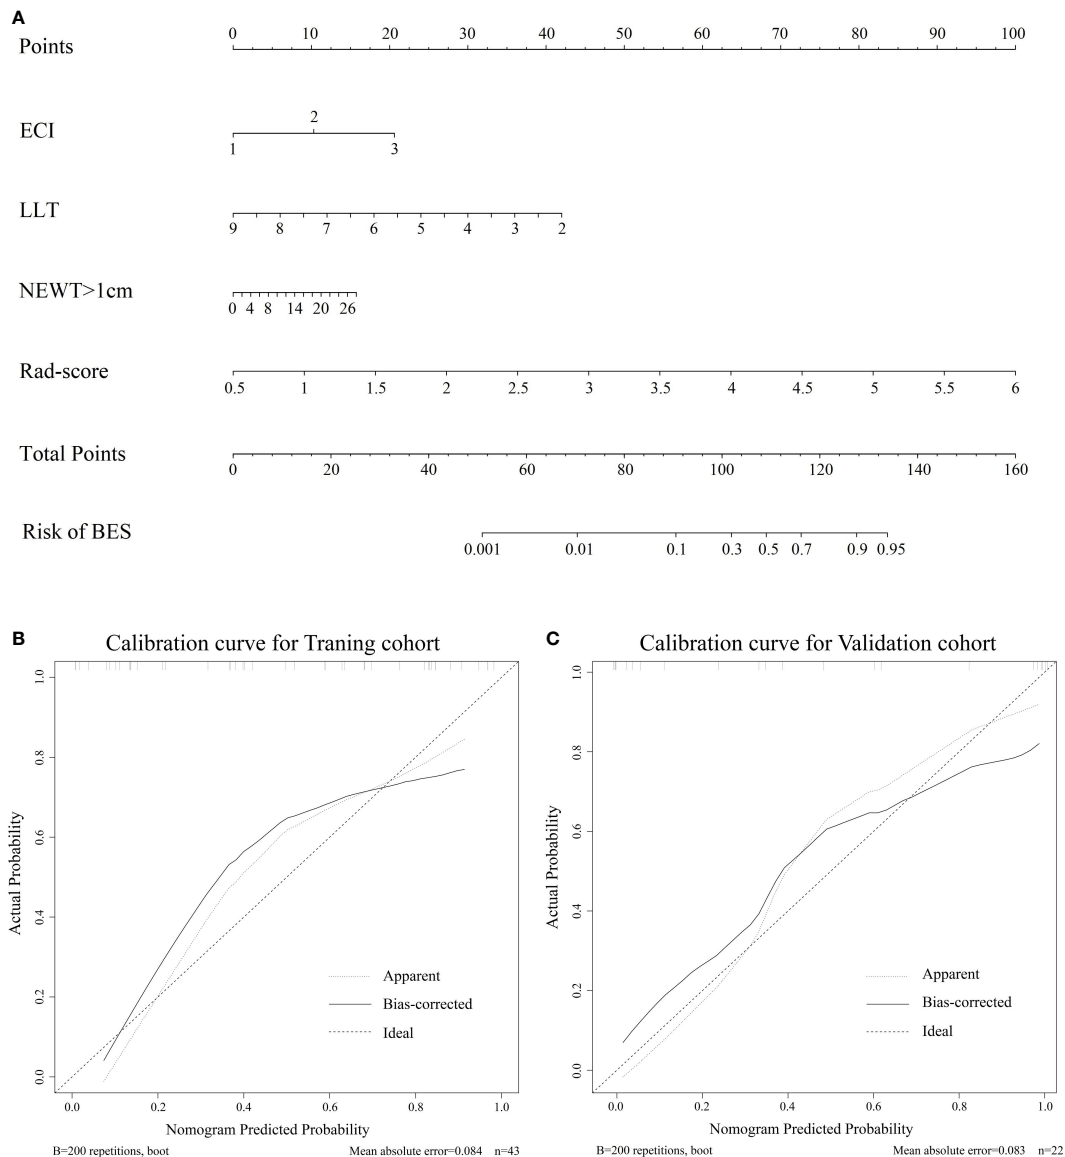 A
Points
0 10 20 30 40 50 60 70 80 90 100
ECI
2
1 3
LLT
9 8 7 6 5 4 3 2
NEWT>1cm
0 4 8 14 20 26
Rad-score
0.5 1 1.5 2 2.5 3 3.5 4 4.5 5 5.5 6
Total Points
0 20 40 60 80 100 120 140 160
Risk of BES
0.001 0.01 0.1 0.3 0.5 0.7 0.9 0.95
B
Calibration curve for Traning cohort
Actual Probability
1.0
0.8
0.6
0.4
0.2
0.0
Apparent
Bias-corrected
Ideal
0.0 0.2 0.4 0.6 0.8 1.0
Nomogram Predicted Probability
B=200 repetitions, boot Mean absolute error=0.084 n=43
C
Calibration curve for Validation cohort
Actual Probability
1.0
0.8
0.6
0.4
0.2
0.0
Apparent
Bias-corrected
Ideal
0.0 0.2 0.4 0.6 0.8 1.0
Nomogram Predicted Probability
B=200 repetitions, boot Mean absolute error=0.083 n=22